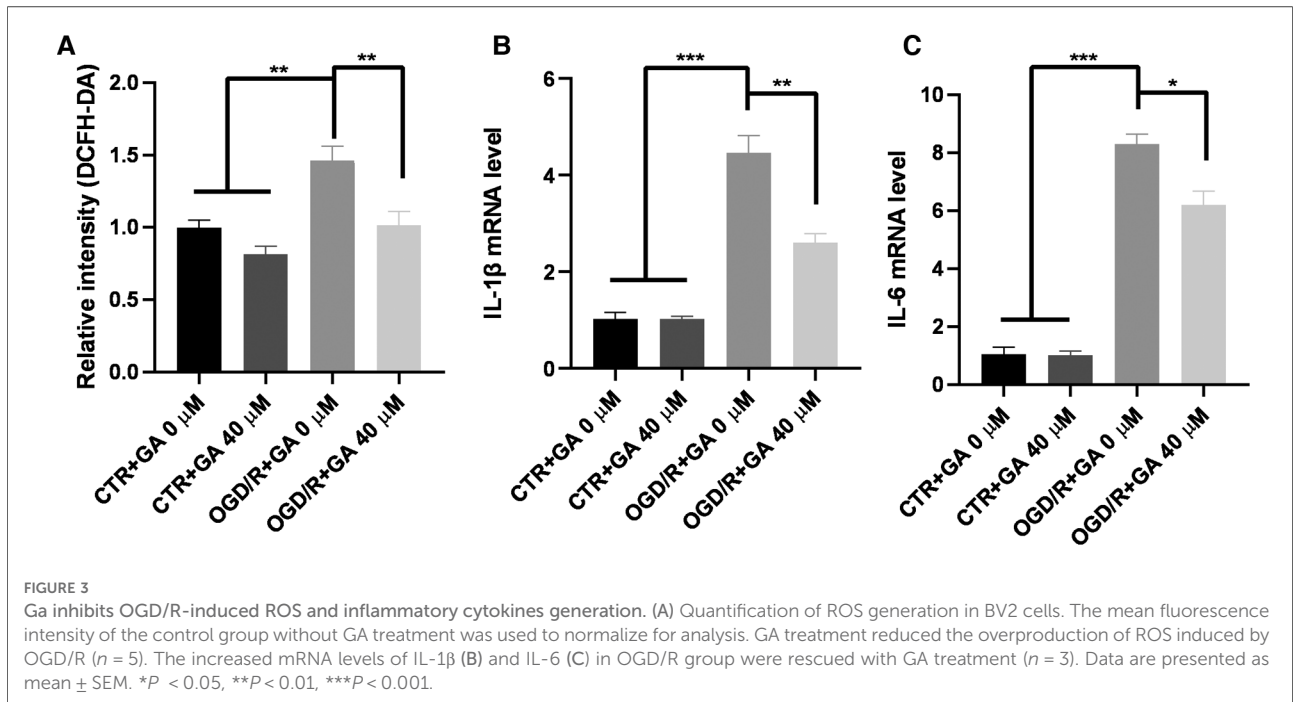 A
Relative intensity (DCFH-DA)
2.0
1.5
1.0
0.5
0.0
**
**
CTR+GA 0 μM
CTR+GA 40 μM
OGD/R+GA 0 μM
OGD/R+GA 40 μM
B
IL-1β mRNA level
6
4
2
0
***
**
CTR+GA 0 μM
CTR+GA 40 μM
OGD/R+GA 0 μM
OGD/R+GA 40 μM
C
IL-6 mRNA level
10
8
6
4
2
0
***
*
CTR+GA 0 μM
CTR+GA 40 μM
OGD/R+GA 0 μM
OGD/R+GA 40 μM
FIGURE 3
Ga inhibits OGD/R-induced ROS and inflammatory cytokines generation. (A) Quantification of ROS generation in BV2 cells. The mean fluorescence
intensity of the control group without GA treatment was used to normalize for analysis. GA treatment reduced the overproduction of ROS induced by
OGD/R (n = 5). The increased mRNA levels of IL-1β (B) and IL-6 (C) in OGD/R group were rescued with GA treatment (n = 3). Data are presented as
mean ± SEM. *P < 0.05, **P < 0.01, ***P < 0.001.